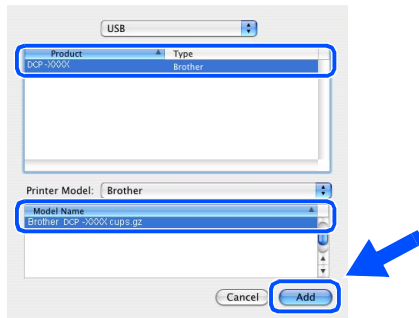 USB
Product Type
DCP-XXXX Brother
Printer Model: Brother
Model Name
Brother DCP-XXXX cups.gz
Cancel Add